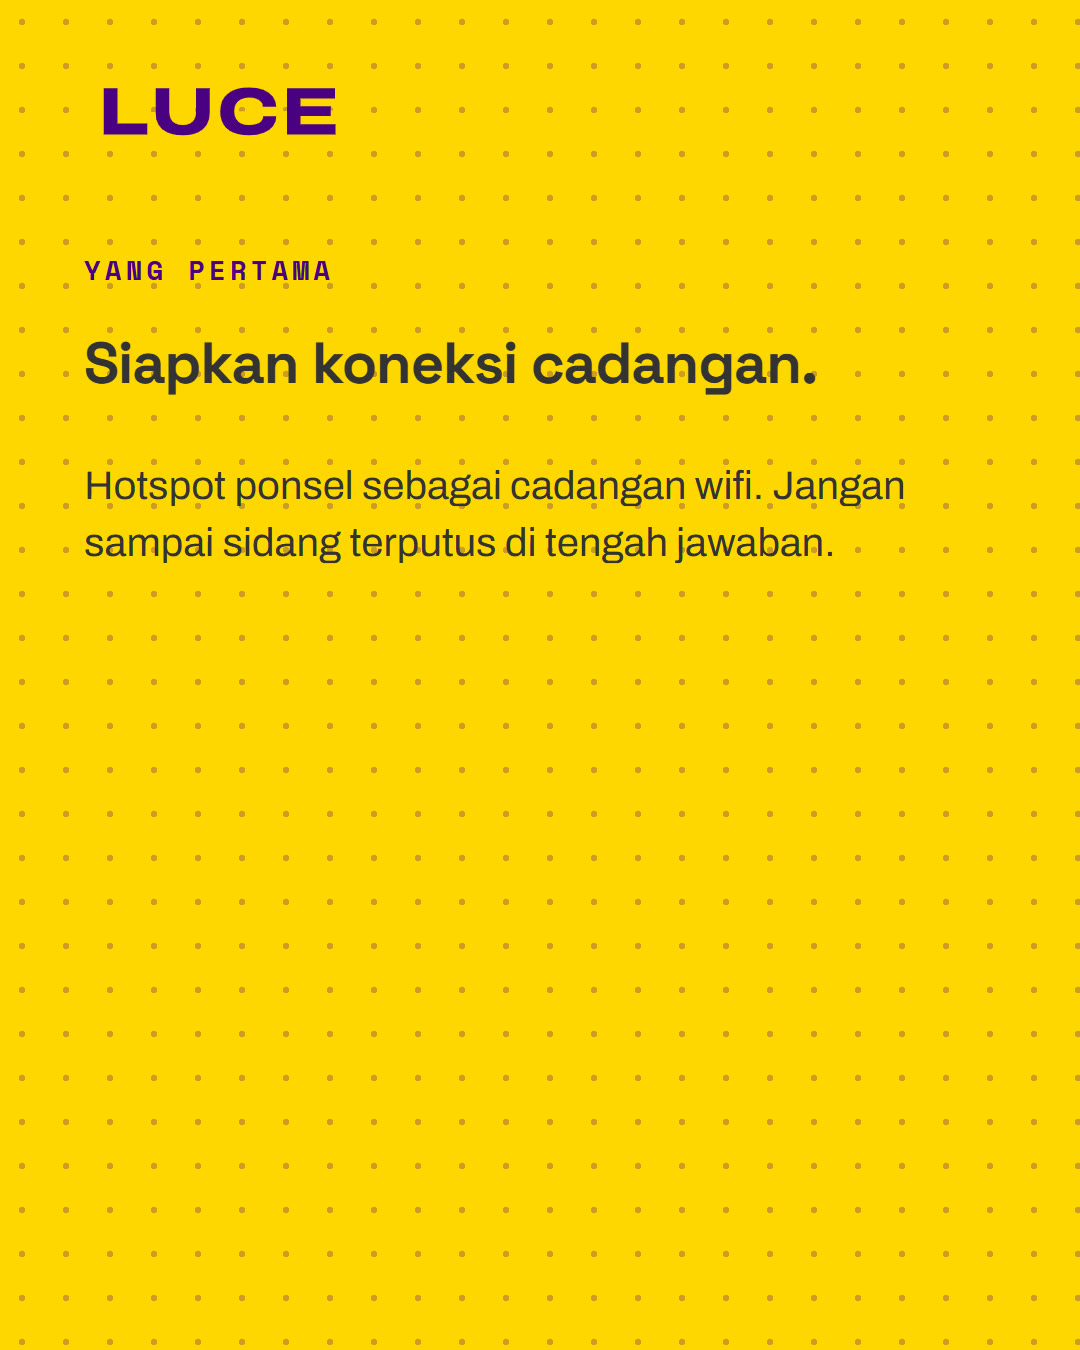 LUCE
YANG PERTAMA
Siapkan koneksi cadangan.
Hotspot ponsel sebagai cadangan wifi. Jangan
sampai sidang terputus di tengah jawaban.